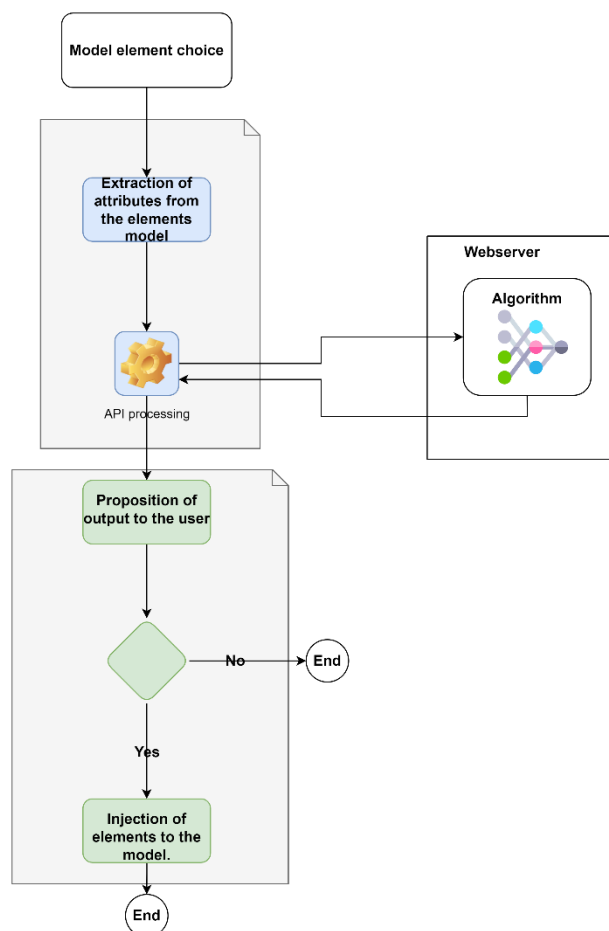 Model element choice
Extraction of
attributes from
the elements
model
Webserver
Algorithm
API processing
Proposition of
output to the user
No
End
Yes
Injection of
elements to the
model.
End